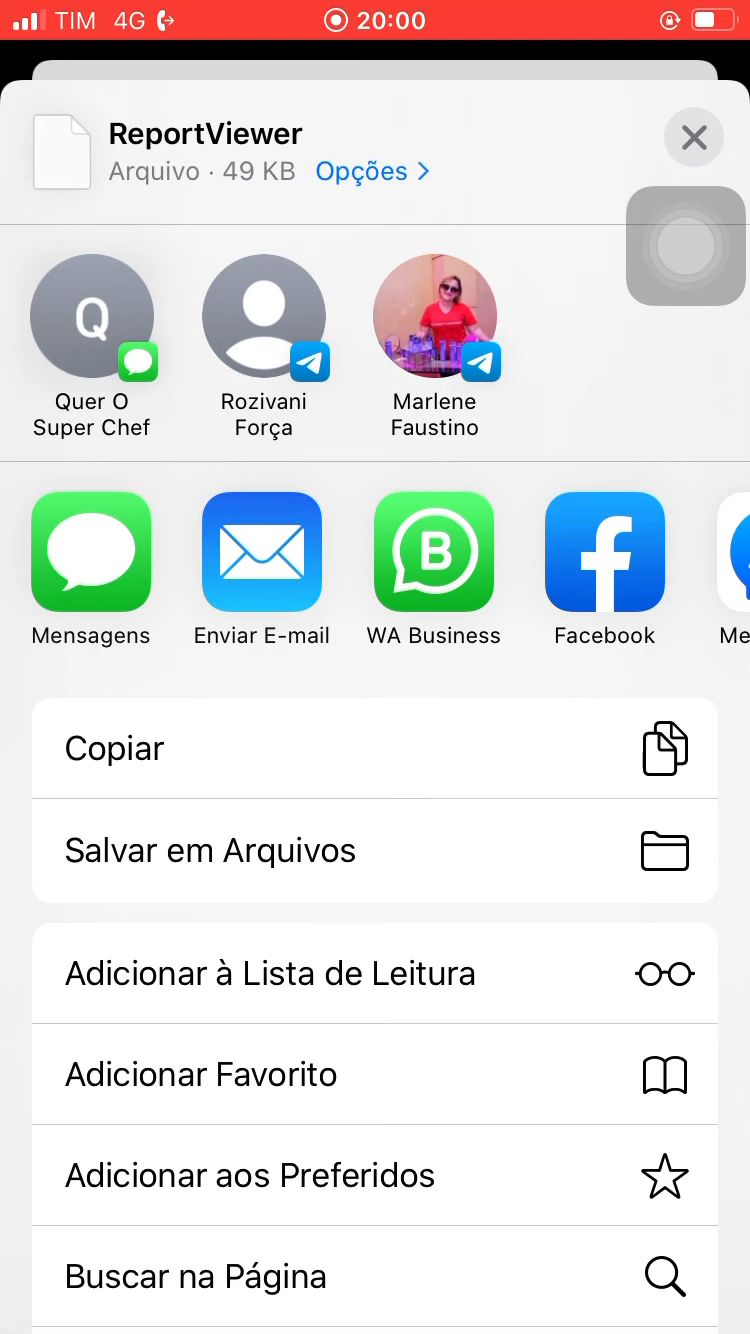 TIM 4G 20:00
ReportViewer
Arquivo · 49 KB Opções
Q
Quer O
Super Chef
Rozivani
Força
Marlene
Faustino
B
Mensagens
Enviar E-mail
WA Business
Facebook
Me
Copiar
Salvar em Arquivos
Adicionar à Lista de Leitura
Adicionar Favorito
Adicionar aos Preferidos
Buscar na Página